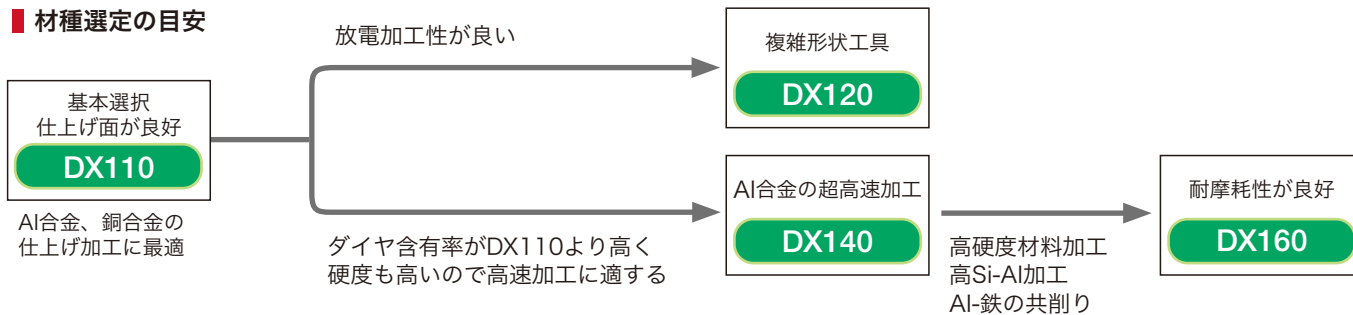 材種選定の目安
放電加工性が良い
複雑形状工具
DX120
基本選択
仕上げ面が良好
DX110
Al合金、銅合金の
仕上げ加工に最適
Al合金の超高速加工
DX140
ダイヤ含有率がDX110より高く
硬度も高いので高速加工に適する
耐摩耗性が良好
DX160
高硬度材料加工
高Si-Al加工
Al-鉄の共削り